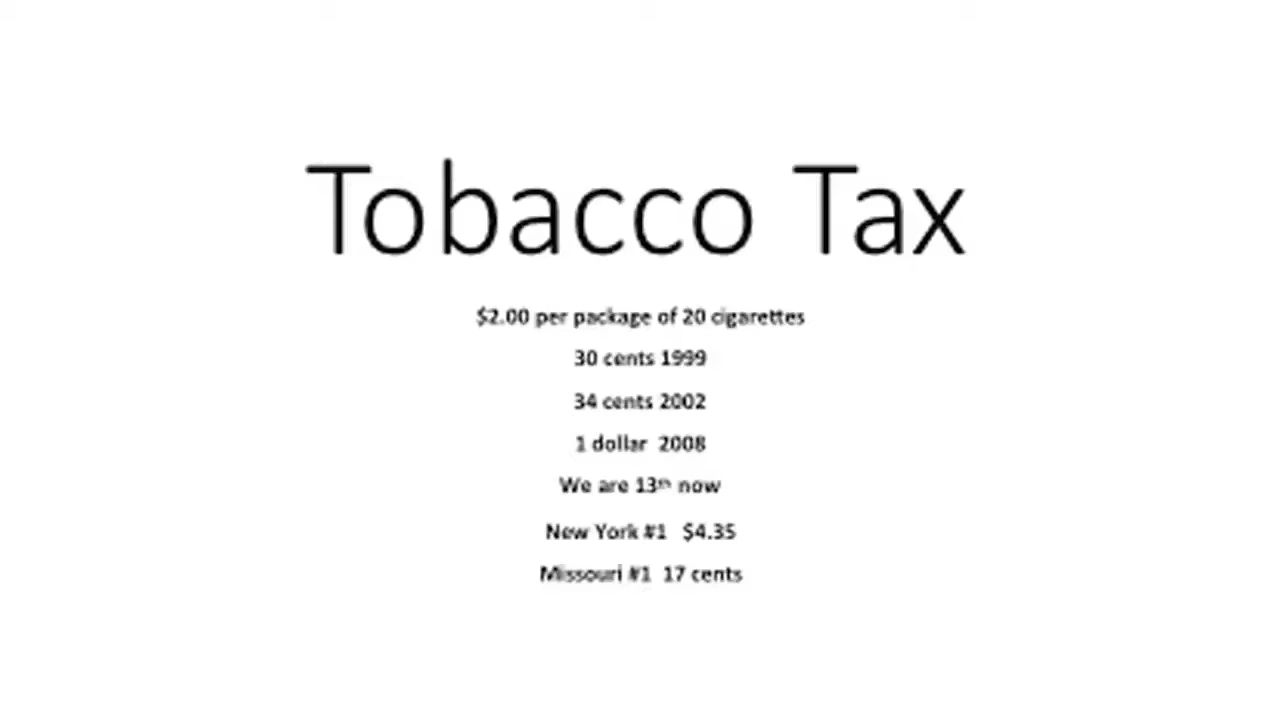 Tobacco Tax
$2.00 per package of 20 cigarettes
30 cents 1999
34 cents 2002
1 dollar  2008
We are 13th now
New York #1  $4.35
Missouri #1  17 cents